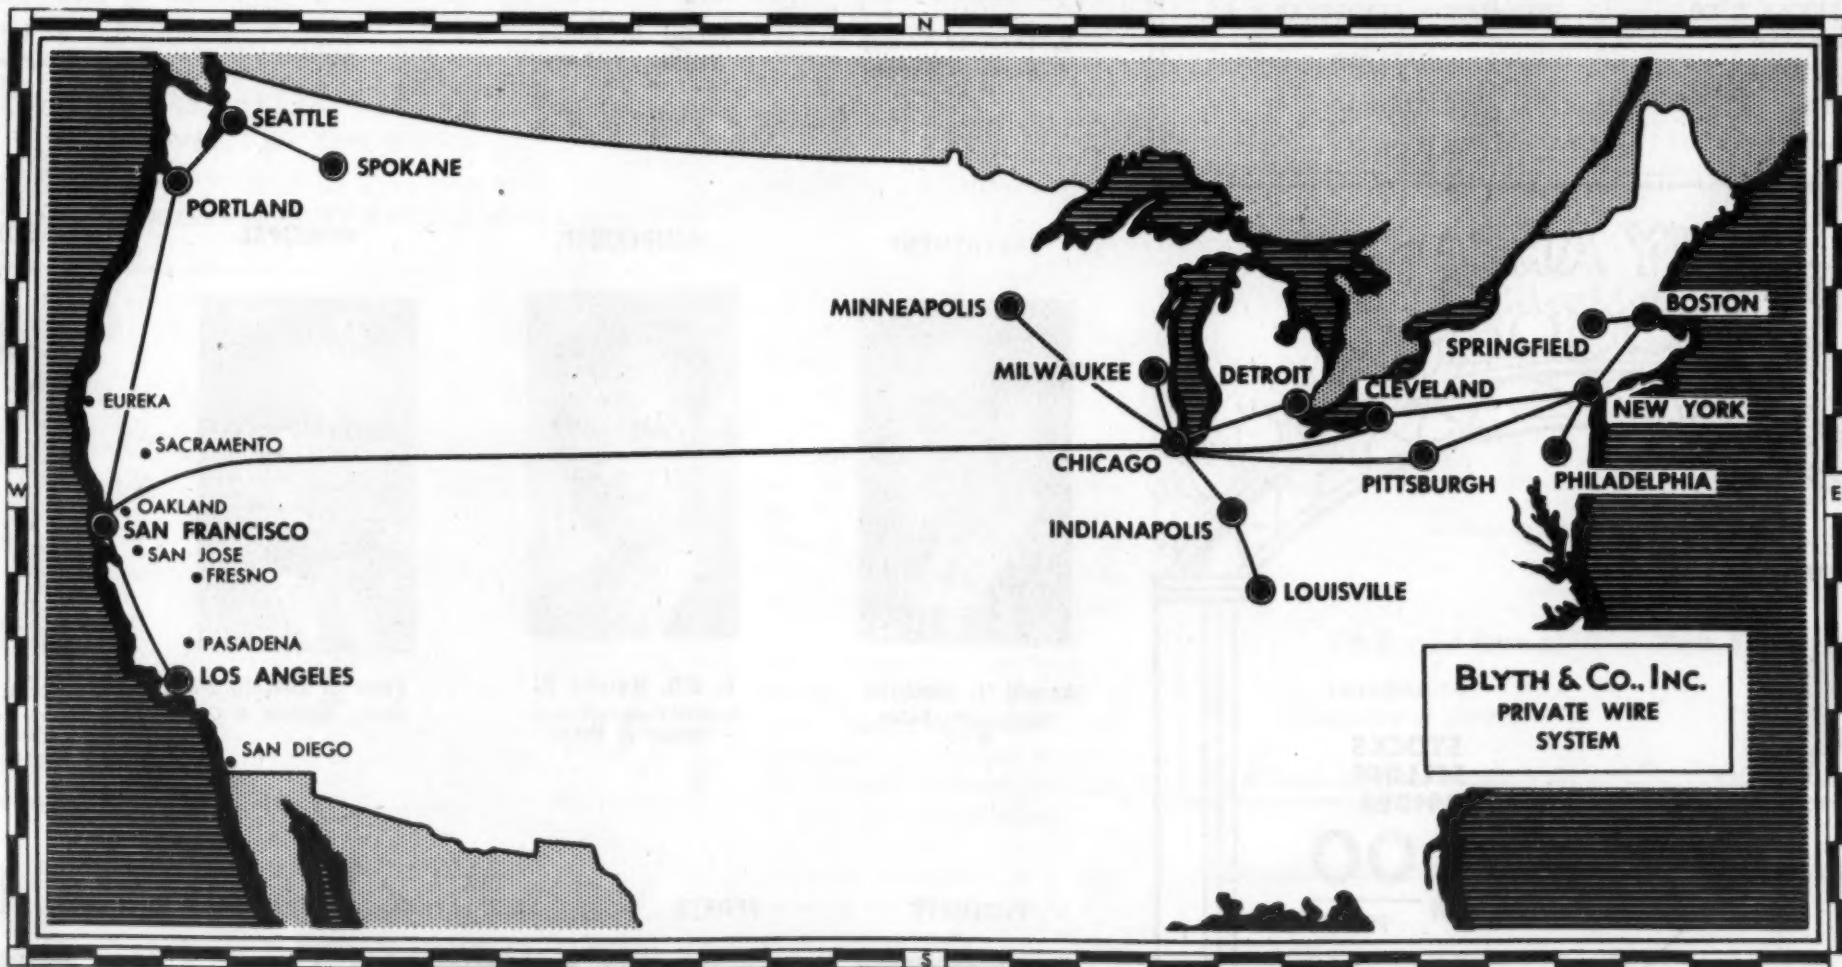 N
SEATTLE
SPOKANE
PORTLAND
MINNEAPOLIS
BOSTON
SPRINGFIELD
MILWAUKEE
DETROIT
CLEVELAND
NEW YORK
EUREKA
SACRAMENTO
CHICAGO
PITTSBURGH
PHILADELPHIA
W
E
OAKLAND
SAN FRANCISCO
INDIANAPOLIS
SAN JOSE
FRESNO
LOUISVILLE
PASADENA
LOS ANGELES
BLYTH & CO., INC.
PRIVATE WIRE
SYSTEM
SAN DIEGO
S